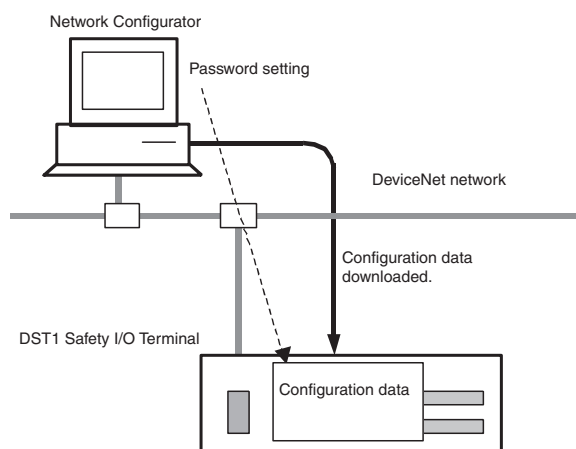 Network Configurator
Password setting
DeviceNet network
Configuration data
downloaded.
DST1 Safety I/O Terminal
Configuration data